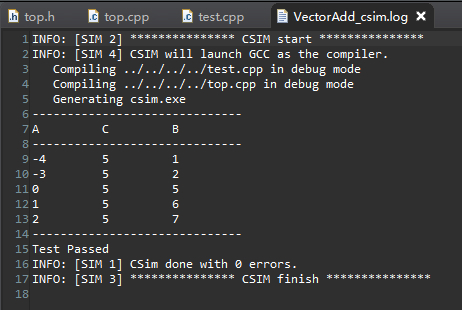 top.h top.cpp test.cpp VectorAdd_csim.log
1 INFO: [SIM 2] *************** CSIM start ***************
2 INFO: [SIM 4] CSIM will launch GCC as the compiler.
3    Compiling ../../../../test.cpp in debug mode
4    Compiling ../../../../top.cpp in debug mode
5    Generating csim.exe
6 ------------------------------
7 A         C         B
8 ------------------------------
9 -4        5         1
10 -3        5         2
11 0         5         5
12 1         5         6
13 2         5         7
14 ------------------------------
15 Test Passed
16 INFO: [SIM 1] CSim done with 0 errors.
17 INFO: [SIM 3] *************** CSIM finish ***************
18